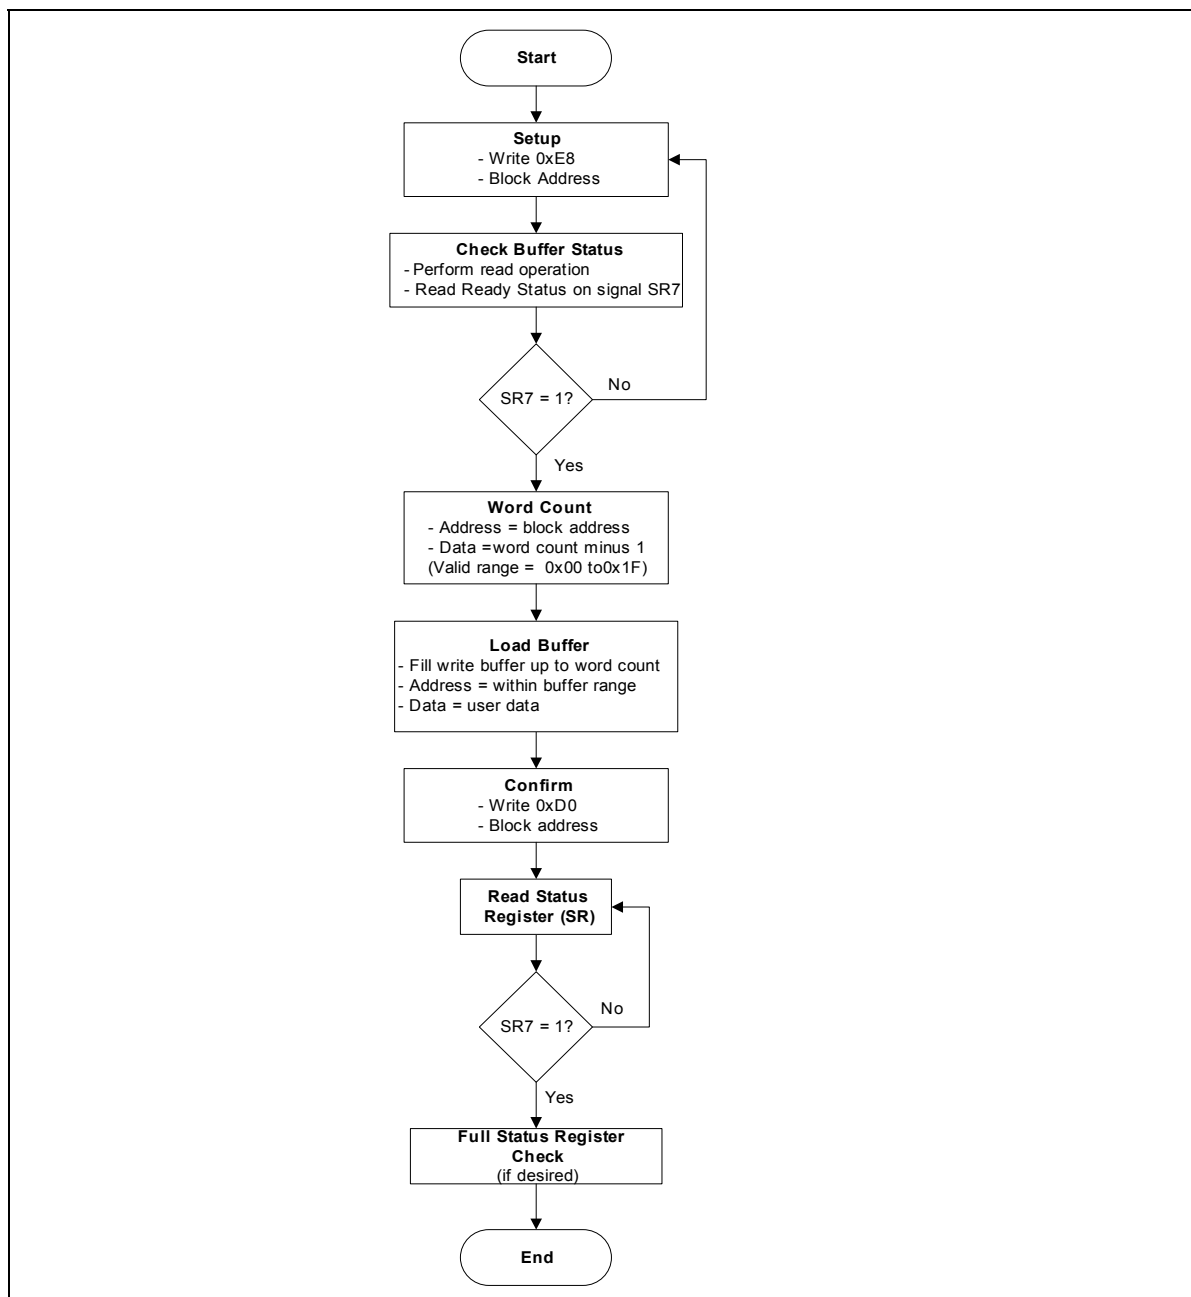 Start
Setup
- Write 0xE8
- Block Address
Check Buffer Status
- Perform read operation
- Read Ready Status on signal SR7
SR7 = 1?
No
Yes
Word Count
- Address = block address
- Data =word count minus 1
(Valid range = 0x00 to0x1F)
Load Buffer
- Fill write buffer up to word count
- Address = within buffer range
- Data = user data
Confirm
- Write 0xD0
- Block address
Read Status
Register (SR)
No
SR7 = 1?
Yes
Full Status Register
Check
(if desired)
End